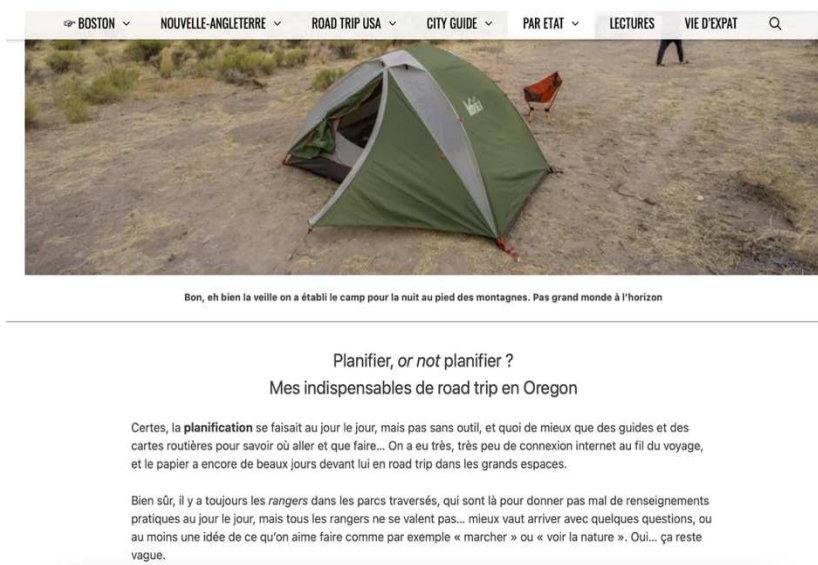 ☞ BOSTON NOUVELLE-ANGLETERRE ROAD TRIP USA CITY GUIDE PAR ETAT LECTURES VIE D'EXPAT
REI
Bon, eh bien la veille on a établi le camp pour la nuit au pied des montagnes. Pas grand monde à l'horizon
Planifier, or not planifier ?
Mes indispensables de road trip en Oregon
Certes, la planification se faisait au jour le jour, mais pas sans outil, et quoi de mieux que des guides et des
cartes routières pour savoir où aller et que faire... On a eu très, très peu de connexion internet au fil du voyage,
et le papier a encore de beaux jours devant lui en road trip dans les grands espaces.
Bien sûr, il y a toujours les rangers dans les parcs traversés, qui sont là pour donner pas mal de renseignements
pratiques au jour le jour, mais tous les rangers ne se valent pas... mieux vaut arriver avec quelques questions, ou
au moins une idée de ce qu'on aime faire comme par exemple « marcher » ou « voir la nature ». Oui... ça reste
vague.